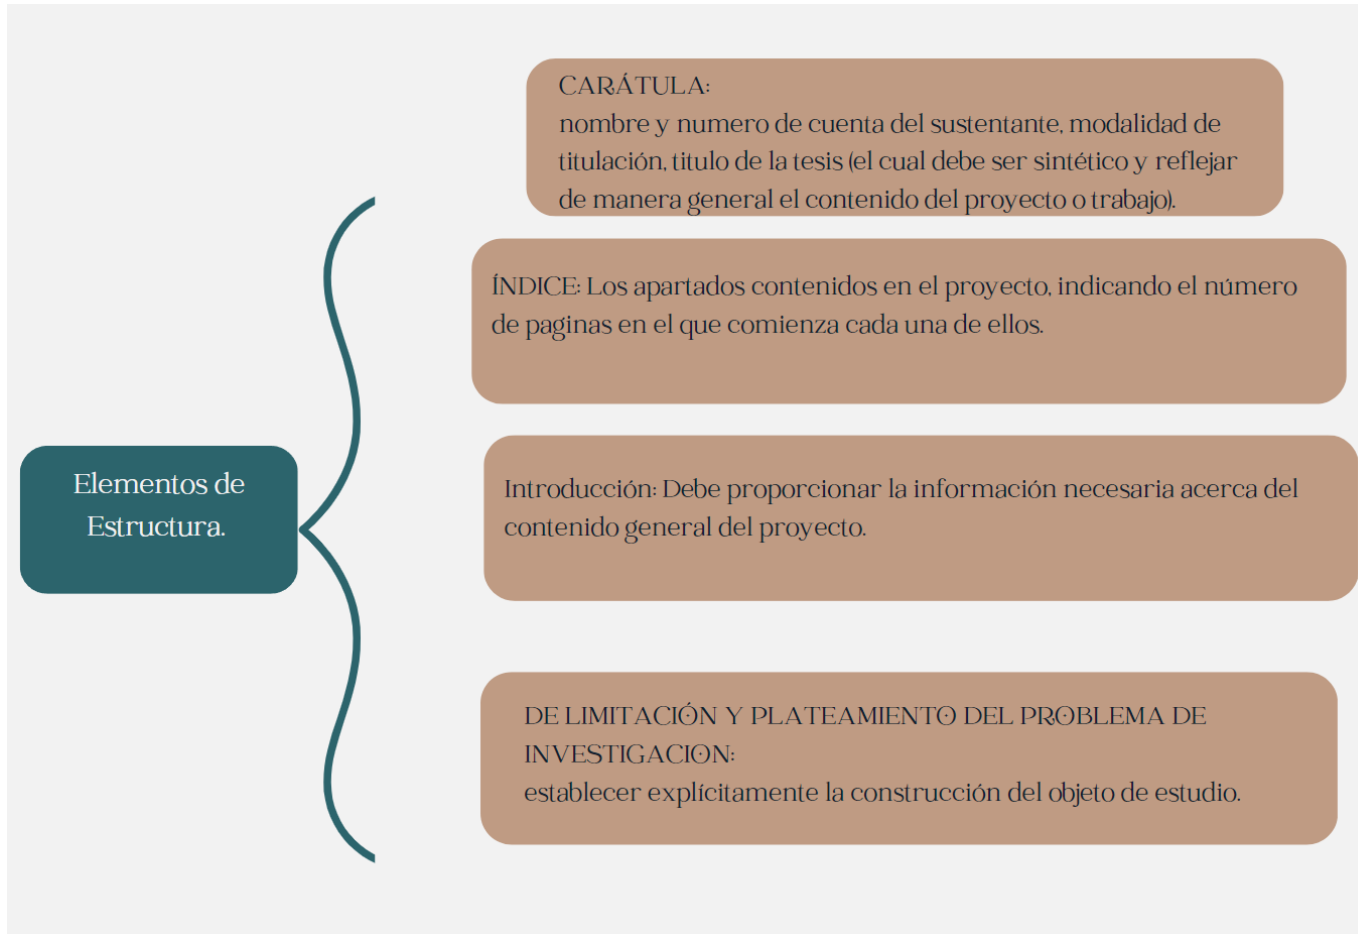 CARÁTULA:
nombre y numero de cuenta del sustentante, modalidad de
titulación, titulo de la tesis (el cual debe ser sintético y reflejar
de manera general el contenido del proyecto o trabajo).
ÍNDICE: Los apartados contenidos en el proyecto, indicando el número
de paginas en el que comienza cada una de ellos.
Elementos de
Estructura.
Introducción: Debe proporcionar la información necesaria acerca del
contenido general del proyecto.
DE LIMITACIÓN Y PLATEAMIENTO DEL PROBLEMA DE
INVESTIGACION:
establecer explícitamente la construcción del objeto de estudio.